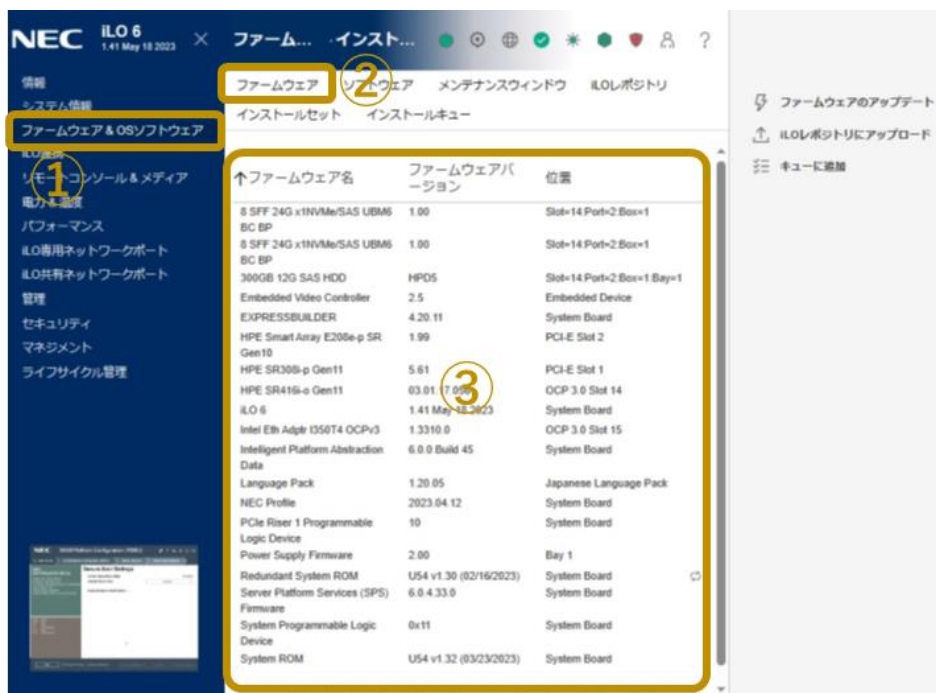 NEC iLO 6
1.41 May 18 2023
×
ファーム... ·インスト...
?
情報
システム情報
ファームウェア & OSソフトウェア
iLO連携
リモートコンソール & メディア
電力 & 温度
パフォーマンス
iLO専用ネットワークポート
iLO共有ネットワークポート
管理
セキュリティ
マネジメント
ライフサイクル管理
①
ファームウェア ソフトウェア メンテナンスウィンドウ iLOレポジトリ
インストールセット インストールキュー
②
↑ファームウェア名 ファームウェアバ
ージョン 位置
8 SFF 24G x1NVMe/SAS UBM6 1.00 Slot=14:Port=2:Box=1
BC BP
8 SFF 24G x1NVMe/SAS UBM6 1.00 Slot=14:Port=2:Box=1
BC BP
300GB 12G SAS HDD HPD5 Slot=14:Port=2:Box=1:Bay=1
Embedded Video Controller 2.5 Embedded Device
EXPRESSBUILDER 4.20.11 System Board
HPE Smart Array E208e-p SR 1.99 PCI-E Slot 2
Gen10
HPE SR308i-p Gen11 5.61 PCI-E Slot 1
HPE SR416i-o Gen11 03.01.17. OCP 3.0 Slot 14
③
iLO 6 1.41 May 18 2023 System Board
Intel Eth Adptr I350T4 OCPv3 1.3310.0 OCP 3.0 Slot 15
Intelligent Platform Abstraction 6.0.0 Build 45 System Board
Data
Language Pack 1.20.05 Japanese Language Pack
NEC Profile 2023.04.12 System Board
PCIe Riser 1 Programmable 10 System Board
Logic Device
Power Supply Firmware 2.00 Bay 1
Redundant System ROM U54 v1.30 (02/16/2023) System Board
Server Platform Services (SPS) 6.0.4.33.0 System Board
Firmware
System Programmable Logic 0x11 System Board
Device
System ROM U54 v1.32 (03/23/2023) System Board
ファームウェアのアップデート
iLOレポジトリにアップロード
キューに追加
NEC